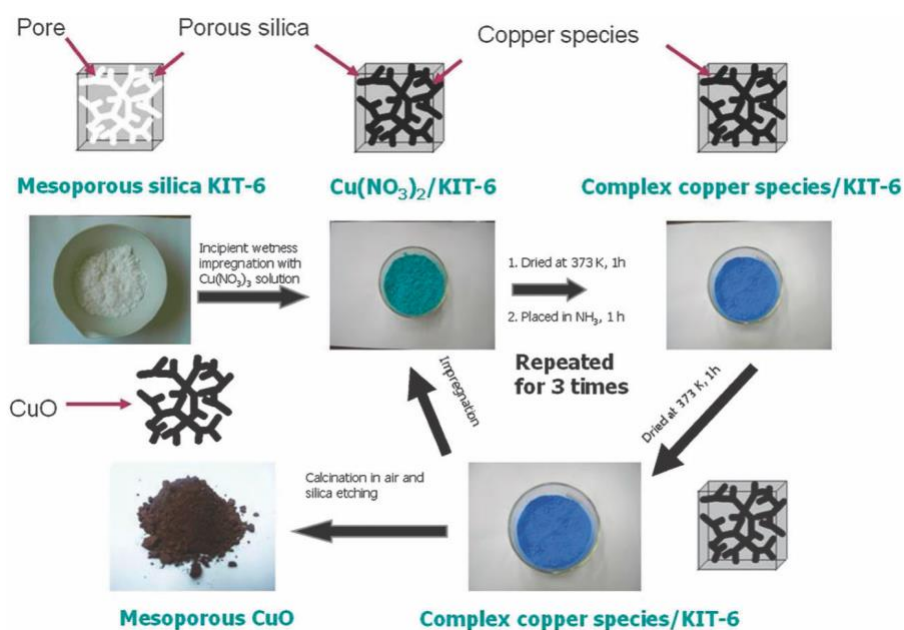 Pore
Porous silica
Copper species
Mesoporous silica KIT-6
Cu(NO₃)₂/KIT-6
Complex copper species/KIT-6
Incipient wetness
impregnation with
Cu(NO₃)₃ solution
1. Dried at 373 K, 1h
2. Placed in NH₃, 1 h
Repeated
for 3 times
Impregnation
Dried at 373 K, 1h
CuO
Calcination in air and
silica etching
Mesoporous CuO
Complex copper species/KIT-6